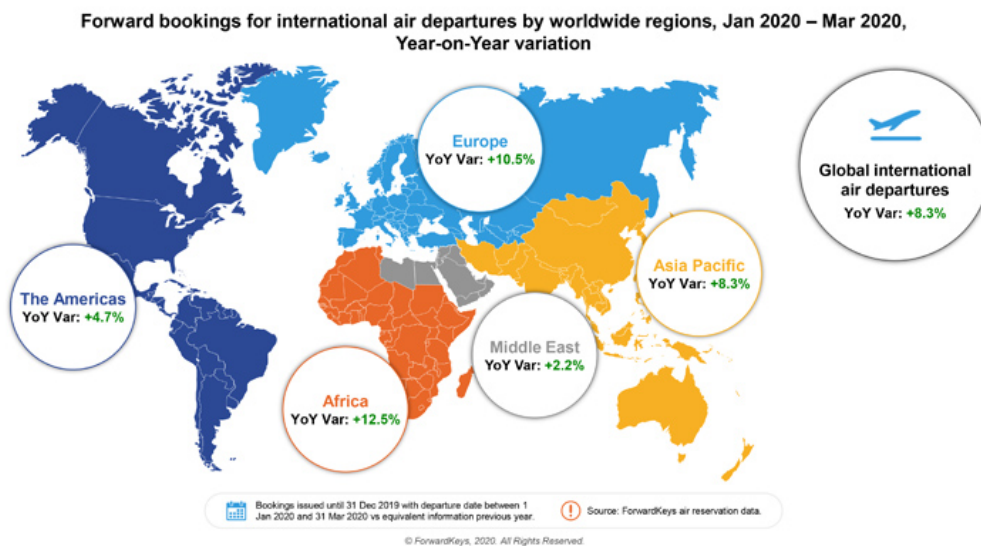 Forward bookings for international air departures by worldwide regions, Jan 2020 – Mar 2020,
Year-on-Year variation
Europe
YoY Var: +10.5%
Global international
air departures
YoY Var: +8.3%
Asia Pacific
YoY Var: +8.3%
The Americas
YoY Var: +4.7%
Middle East
YoY Var: +2.2%
Africa
YoY Var: +12.5%
Bookings issued until 31 Dec 2019 with departure date between 1
Jan 2020 and 31 Mar 2020 vs equivalent information previous year.
Source: ForwardKeys air reservation data.
© ForwardKeys, 2020. All Rights Reserved.